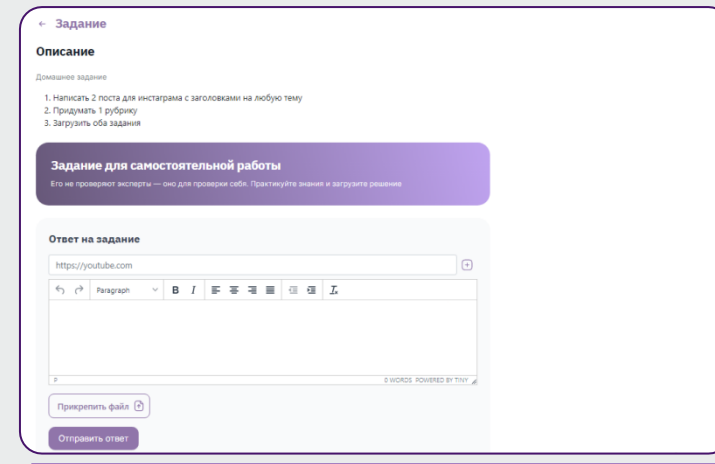 ← Задание
Описание
Домашнее задание
1. Написать 2 поста для инстаграма с заголовками на любую тему
2. Придумать 1 рубрику
3. Загрузить оба задания
Задание для самостоятельной работы
Его не проверяют эксперты — оно для проверки себя. Практикуйте знания и загрузите решение
Ответ на задание
https://youtube.com
Paragraph B I
P 0 WORDS POWERED BY TINY
Прикрепить файл
Отправить ответ